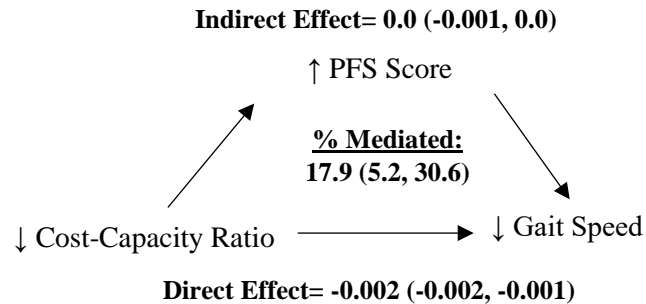 Indirect Effect= 0.0 (-0.001, 0.0)
↑ PFS Score
% Mediated:
17.9 (5.2, 30.6)
↓ Cost-Capacity Ratio
↓ Gait Speed
Direct Effect= -0.002 (-0.002, -0.001)